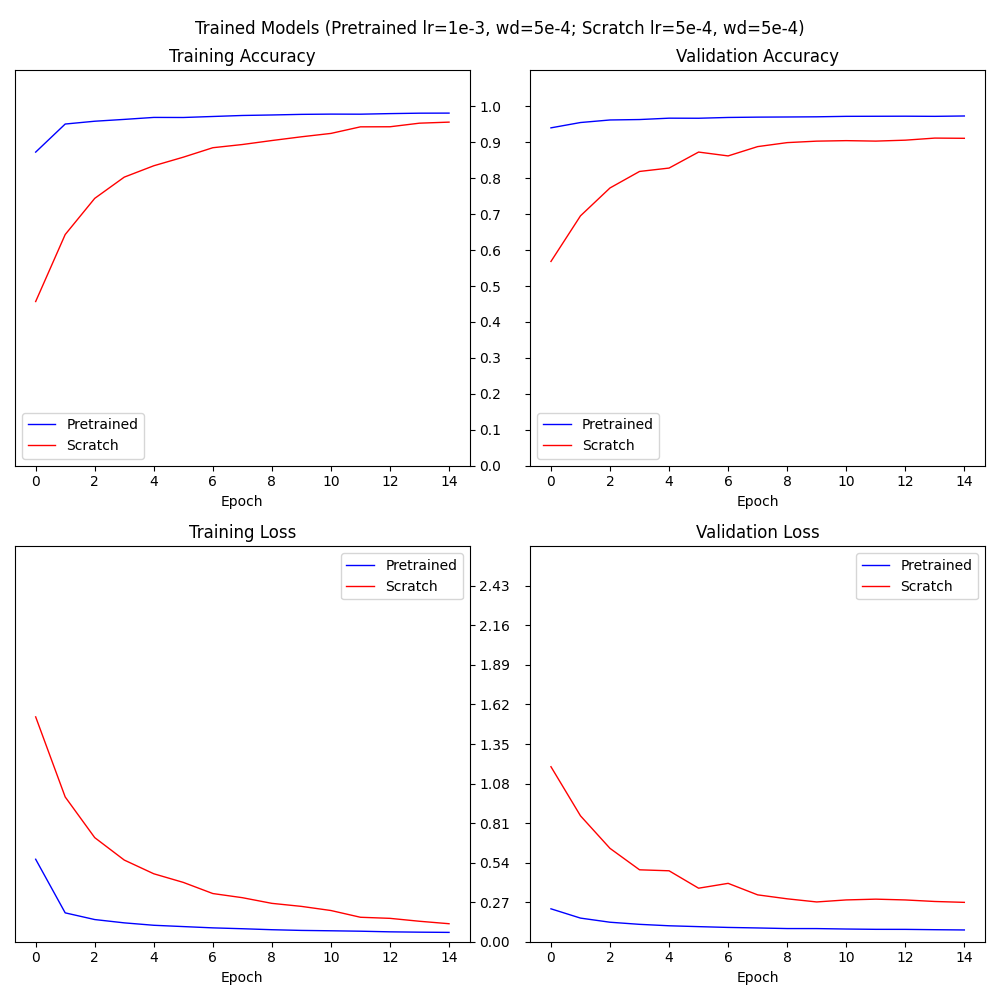 Trained Models (Pretrained lr=1e-3, wd=5e-4; Scratch lr=5e-4, wd=5e-4)
Training Accuracy
Pretrained
Scratch
0 2 4 6 8 10 12 14
Epoch
1.0
0.9
0.8
0.7
0.6
0.5
0.4
0.3
0.2
0.1
0.0
Validation Accuracy
Pretrained
Scratch
0 2 4 6 8 10 12 14
Epoch
Training Loss
Pretrained
Scratch
0 2 4 6 8 10 12 14
Epoch
2.43
2.16
1.89
1.62
1.35
1.08
0.81
0.54
0.27
0.00
Validation Loss
Pretrained
Scratch
0 2 4 6 8 10 12 14
Epoch